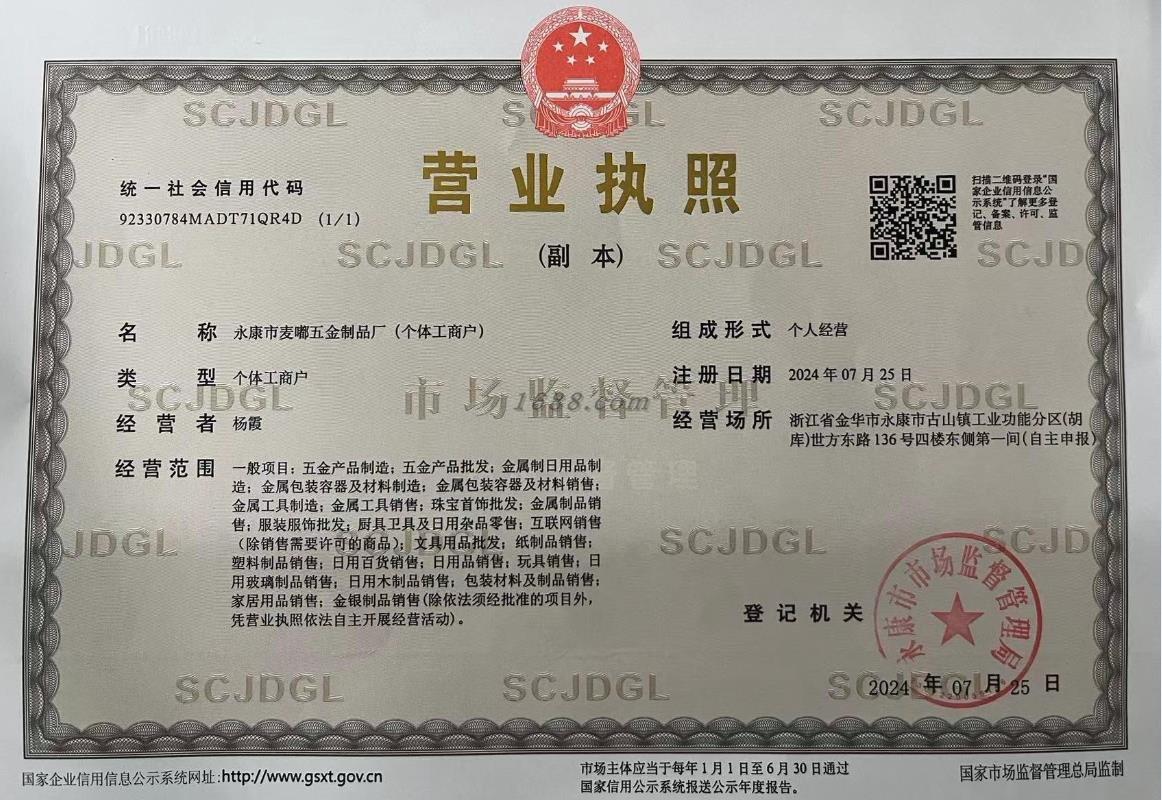 SCJDGL SCJDGL SCJDGL
营业执照
(副 本)
统一社会信用代码
92330784MADT71QR4D (1/1)
扫描二维码登录"国
家企业信用信息公
示系统"了解更多登
记、备案、许可、监
管信息
JDGL SCJDGL SCJDGL SCJD
名 称 永康市麦嘟五金制品厂(个体工商户)
类 型 个体工商户
经 营 者 杨霞
经营范围 一般项目:五金产品制造;五金产品批发;金属制日用品制
造;金属包装容器及材料制造;金属包装容器及材料销售;
金属工具制造;金属工具销售;珠宝首饰批发;金属制品销
售;服装服饰批发;厨具卫具及日用杂品零售;互联网销售
(除销售需要许可的商品);文具用品批发;纸制品销售;
塑料制品销售;日用百货销售;日用品销售;玩具销售;日
用玻璃制品销售;日用木制品销售;包装材料及制品销售;
家居用品销售;金银制品销售(除依法须经批准的项目外,
凭营业执照依法自主开展经营活动)。
组成形式 个人经营
注册日期 2024 年 07 月 25 日
经营场所 浙江省金华市永康市古山镇工业功能分区(胡
库)世方东路 136 号四楼东侧第一间(自主申报)
SCJDGL 市场监督管理 SCJDGL
1688.com
JDGL SCJDGL SCJDGL SCJD
登记机关
永康市市场监督管理局
2024 年 07 月 25 日
SCJDGL SCJDGL SCJDGL
国家企业信用信息公示系统网址:http://www.gsxt.gov.cn
市场主体应当于每年 1 月 1 日至 6 月 30 日通过
国家信用公示系统报送公示年度报告。
国家市场监督管理总局监制